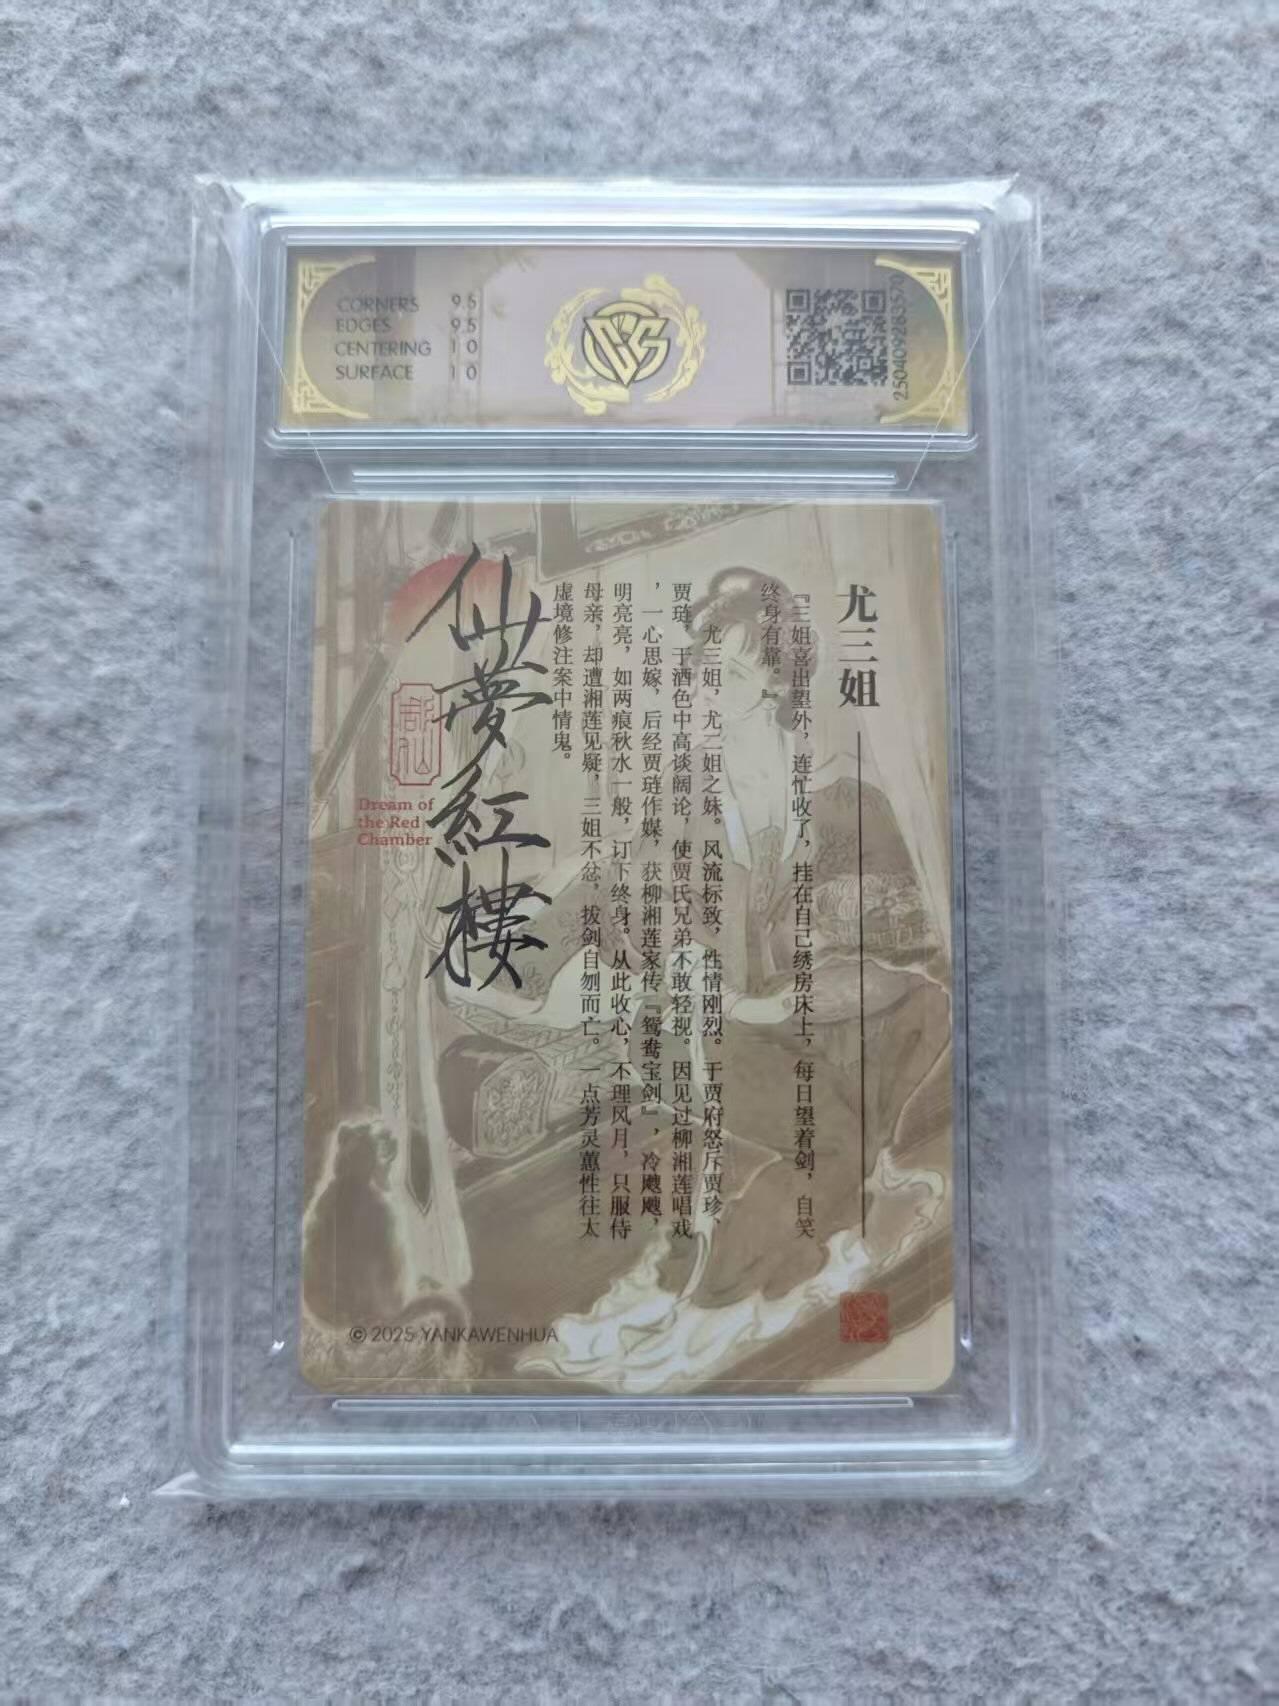 CORNERS 9.5
EDGES 9.5
CENTERING 10
SURFACE 10
CCS
250409283570
尤三姐
『三姐喜出望外，连忙收了，挂在自己绣房床上，每日望着剑，自笑
终身有靠。』
尤三姐，尤二姐之妹。风流标致，性情刚烈。于贾府怒斥贾珍、
贾琏，于酒色中高谈阔论，使贾氏兄弟不敢轻视。因见过柳湘莲唱戏
，一心思嫁，后经贾琏作媒，获柳湘莲家传『鸳鸯宝剑』，冷飕飕，
明亮亮，如两痕秋水一般，订下终身。从此收心，不理风月，只服侍
母亲，却遭湘莲见疑，三姐不忿，拔剑自刎而亡。一点芳灵蕙性往太
虚境修注案中情鬼。
仙夢紅樓
Dream of
the Red
Chamber
© 2025 YANKAWENHUA